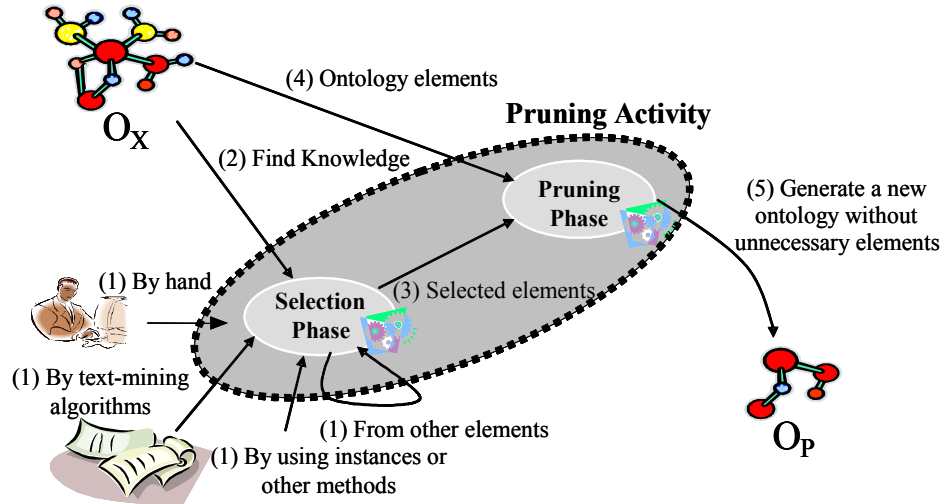 (4) Ontology elements
Pruning Activity
O_X
(2) Find Knowledge
Pruning
Phase
(5) Generate a new
ontology without
unnecessary elements
(1) By hand
Selection
Phase
(3) Selected elements
(1) By text-mining
algorithms
(1) From other elements
(1) By using instances or
other methods
O_P